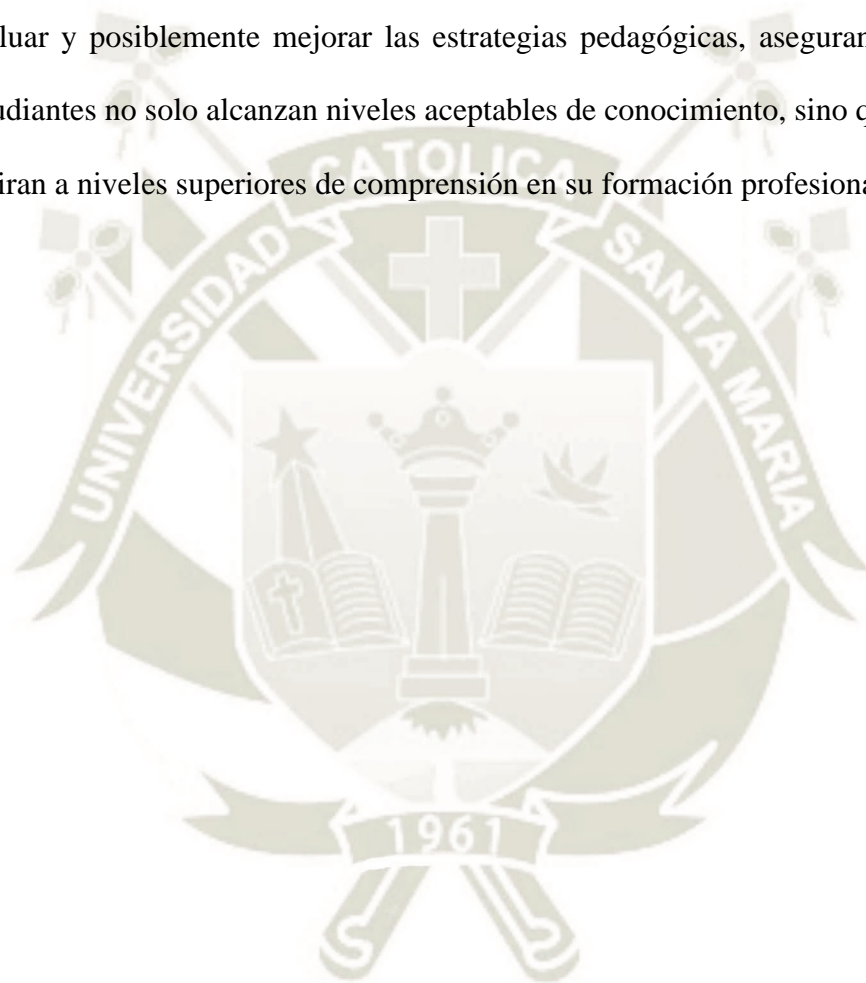 luar y posiblemente mejorar las estrategias pedagógicas, aseguran
udiantes no solo alcanzan niveles aceptables de conocimiento, sino q
iran a niveles superiores de comprensión en su formación profesiona
UNIVERSIDAD CATOLICA SANTA MARIA
1961